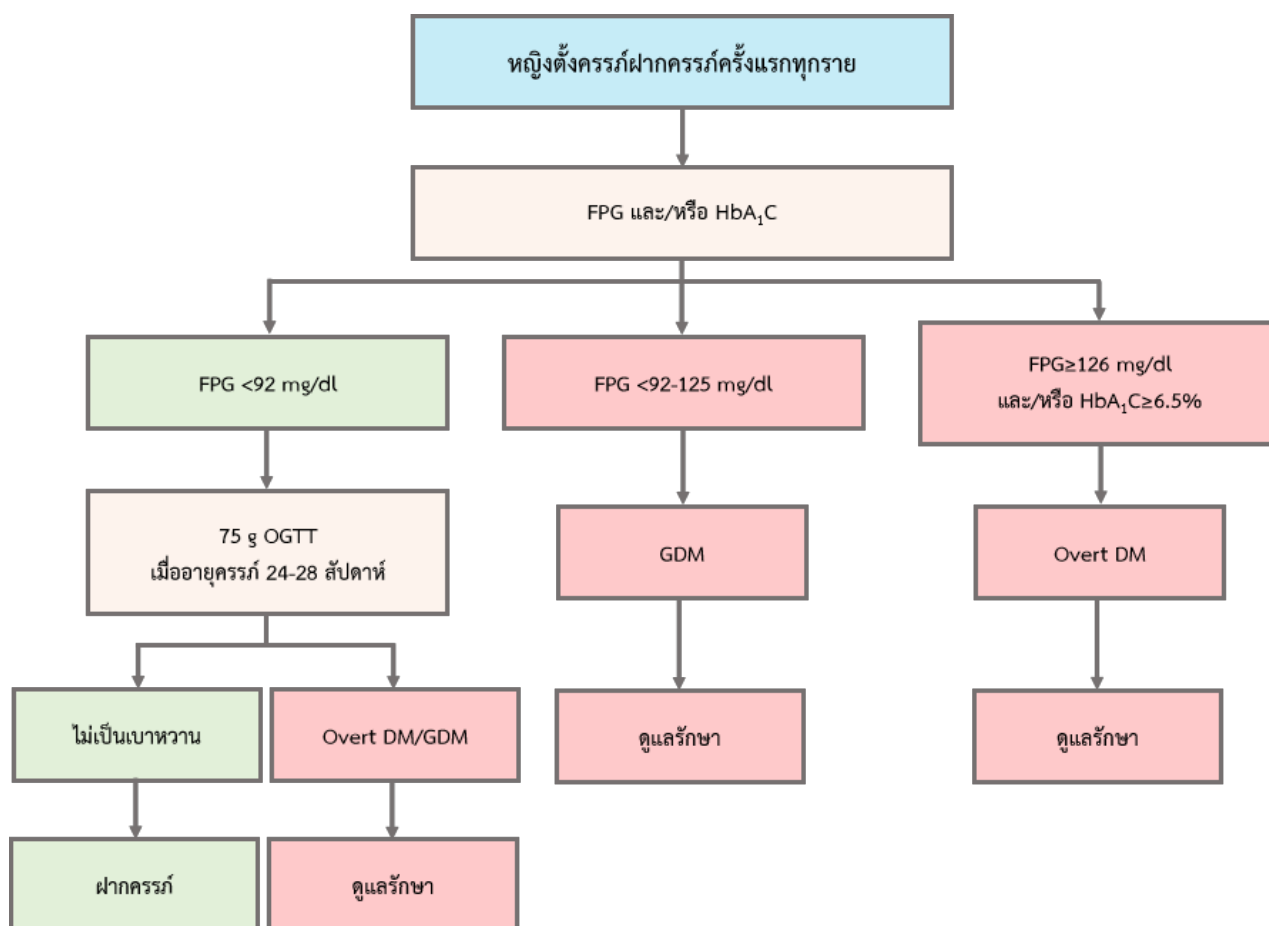 หญิงตั้งครรภ์ฝากครรภ์ครั้งแรกทุกราย
FPG และ/หรือ HbA₁C
FPG <92 mg/dl
FPG <92-125 mg/dl
FPG≥126 mg/dl
และ/หรือ HbA₁C≥6.5%
75 g OGTT
เมื่ออายุครรภ์ 24-28 สัปดาห์
GDM
Overt DM
ไม่เป็นเบาหวาน
Overt DM/GDM
ดูแลรักษา
ดูแลรักษา
ฝากครรภ์
ดูแลรักษา